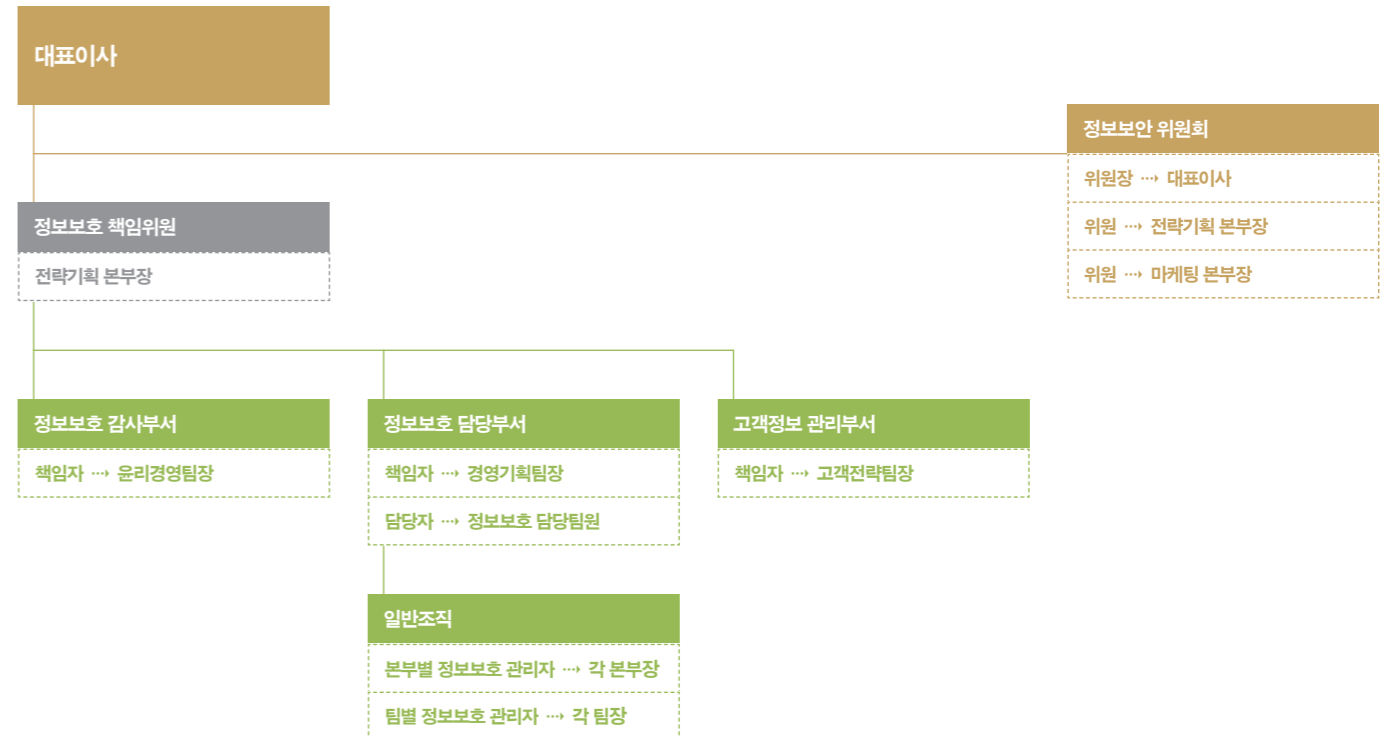 대표이사
정보보안 위원회
위원장 ···→ 대표이사
위원 ···→ 전략기획 본부장
위원 ···→ 마케팅 본부장
정보보호 책임위원
전략기획 본부장
정보보호 감사부서
책임자 ···→ 윤리경영팀장
정보보호 담당부서
책임자 ···→ 경영기획팀장
담당자 ···→ 정보보호 담당팀원
고객정보 관리부서
책임자 ···→ 고객전략팀장
일반조직
본부별 정보보호 관리자 ···→ 각 본부장
팀별 정보보호 관리자 ···→ 각 팀장